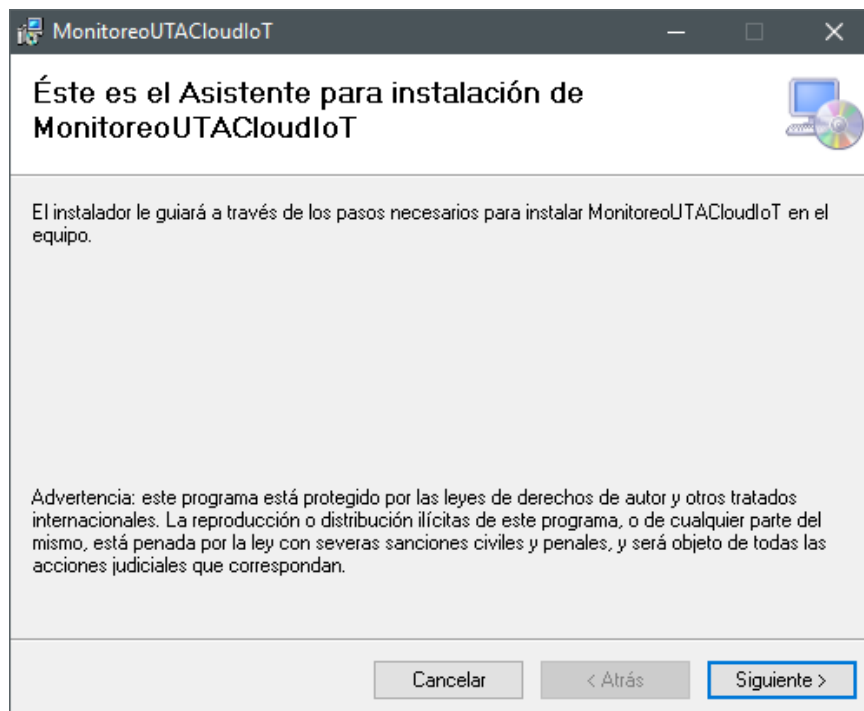 MonitoreoUTACloudIoT
Éste es el Asistente para instalación de
MonitoreoUTACloudIoT
El instalador le guiará a través de los pasos necesarios para instalar MonitoreoUTACloudIoT en el
equipo.
Advertencia: este programa está protegido por las leyes de derechos de autor y otros tratados
internacionales. La reproducción o distribución ilícitas de este programa, o de cualquier parte del
mismo, está penada por la ley con severas sanciones civiles y penales, y será objeto de todas las
acciones judiciales que correspondan.
Cancelar < Atrás Siguiente >